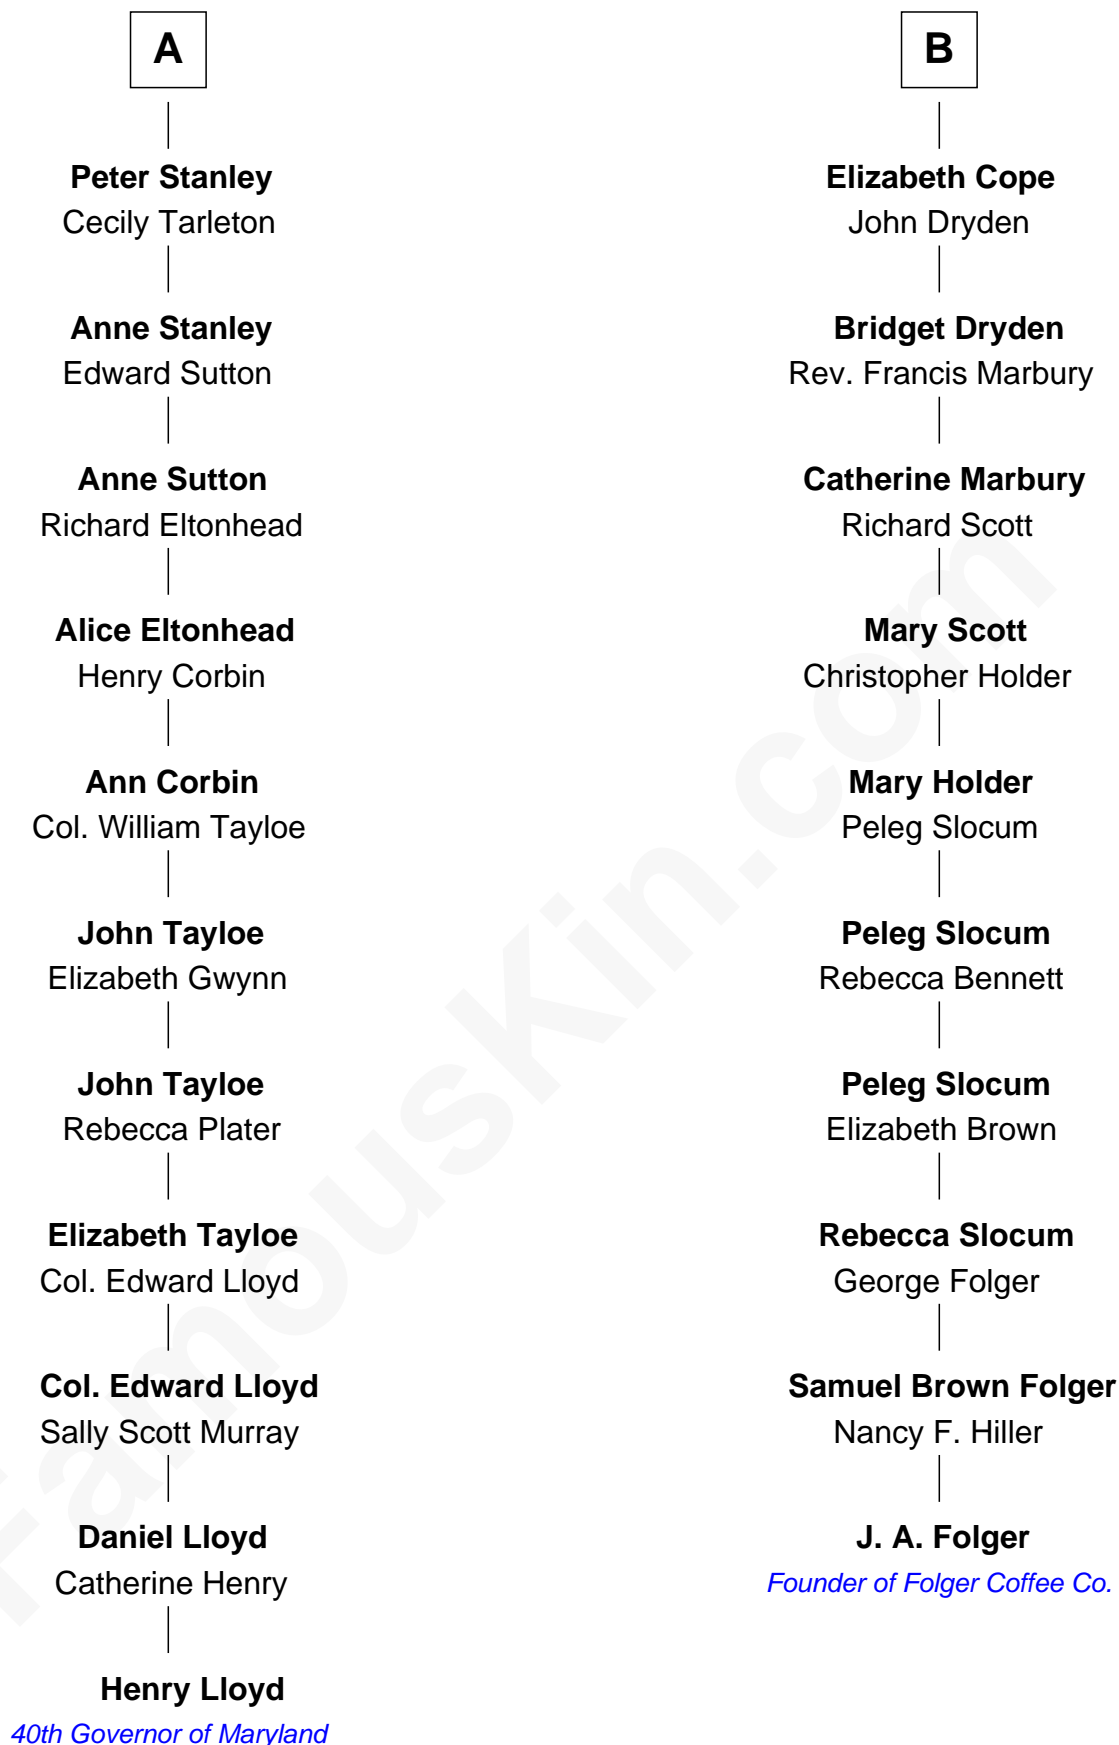 A
Peter Stanley
Cecily Tarleton
Anne Stanley
Edward Sutton
Anne Sutton
Richard Eltonhead
Alice Eltonhead
Henry Corbin
Ann Corbin
Col. William Tayloe
John Tayloe
Elizabeth Gwynn
John Tayloe
Rebecca Plater
Elizabeth Tayloe
Col. Edward Lloyd
Col. Edward Lloyd
Sally Scott Murray
Daniel Lloyd
Catherine Henry
Henry Lloyd
40th Governor of Maryland
B
Elizabeth Cope
John Dryden
Bridget Dryden
Rev. Francis Marbury
Catherine Marbury
Richard Scott
Mary Scott
Christopher Holder
Mary Holder
Peleg Slocum
Peleg Slocum
Rebecca Bennett
Peleg Slocum
Elizabeth Brown
Rebecca Slocum
George Folger
Samuel Brown Folger
Nancy F. Hiller
J. A. Folger
Founder of Folger Coffee Co.
FamousKin.com